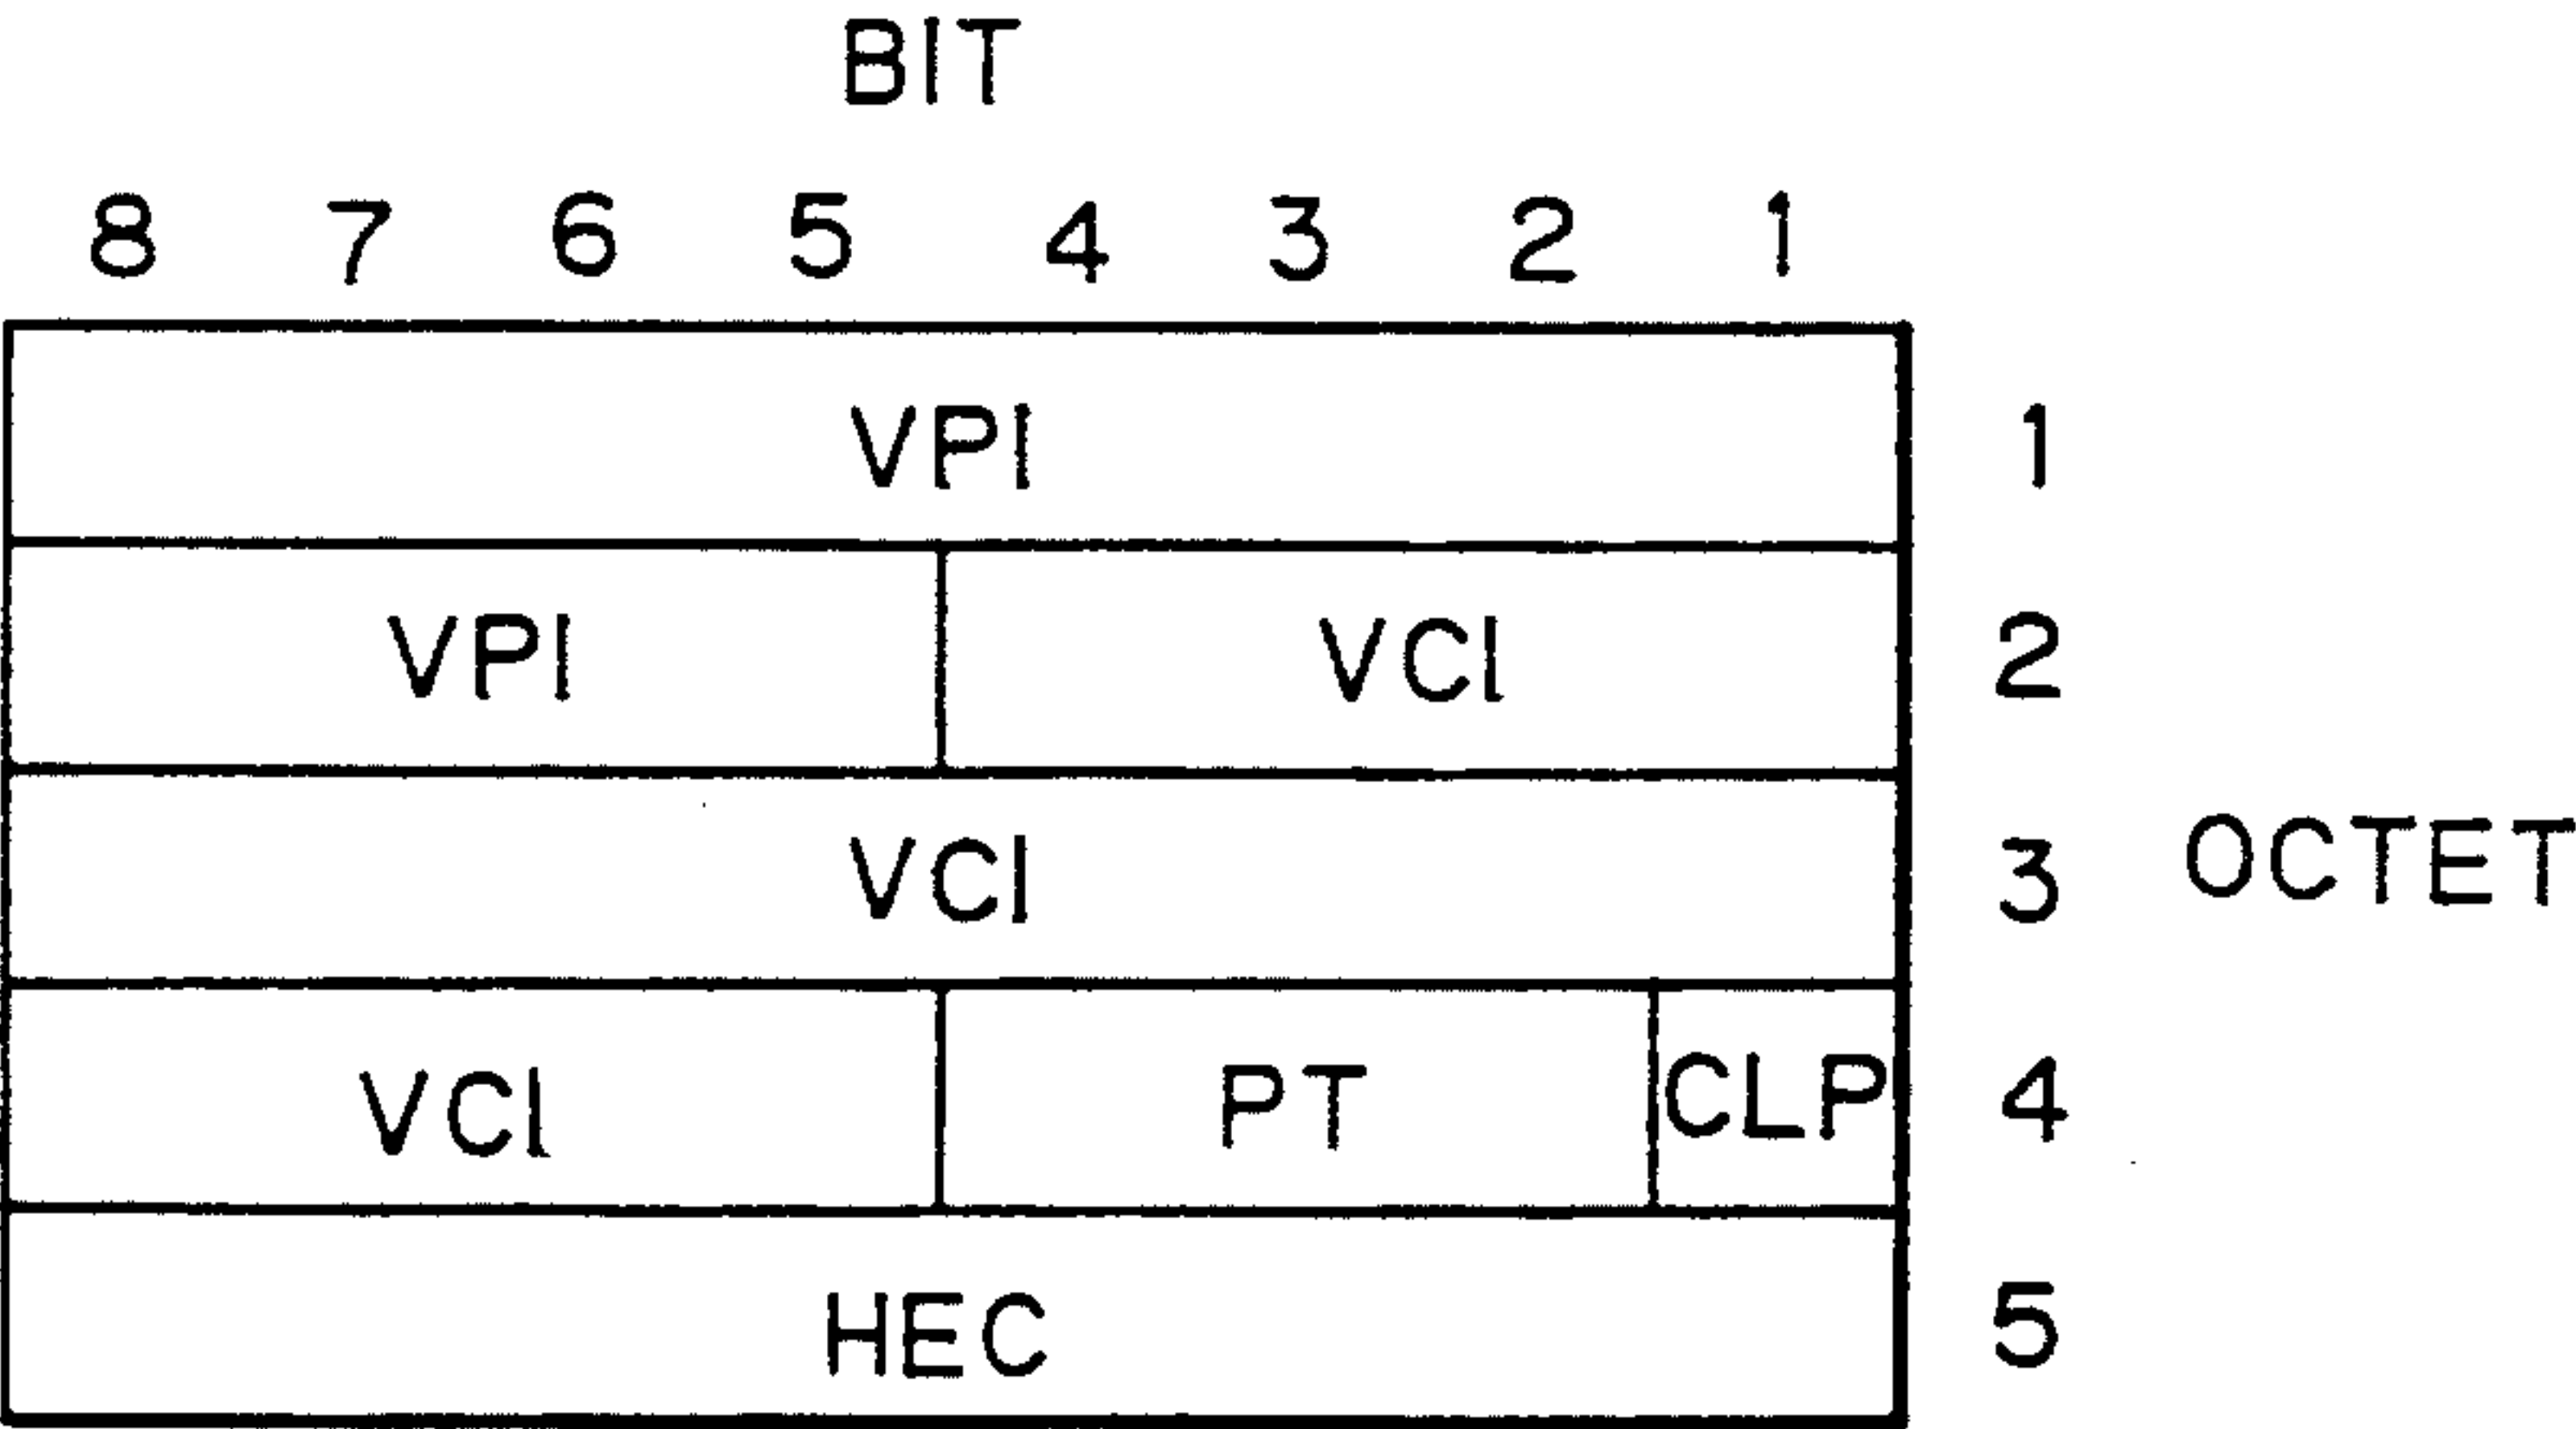 BIT
8 7 6 5 4 3 2 1
VPI 1
VPI VCI 2
VCI 3 OCTET
VCI PT CLP 4
HEC 5